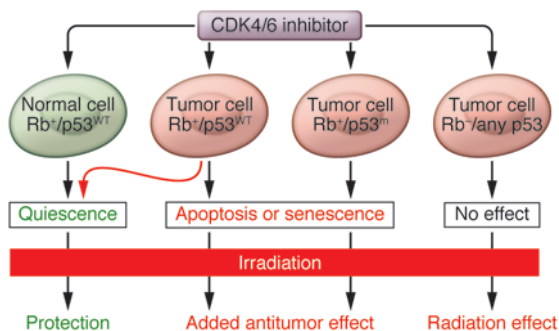 CDK4/6 inhibitor
Normal cell
Rb⁺/p53ᵂᵀ
Tumor cell
Rb⁺/p53ᵂᵀ
Tumor cell
Rb⁺/p53ᵐ
Tumor cell
Rb⁻/any p53
Quiescence
Apoptosis or senescence
No effect
Irradiation
Protection
Added antitumor effect
Radiation effect